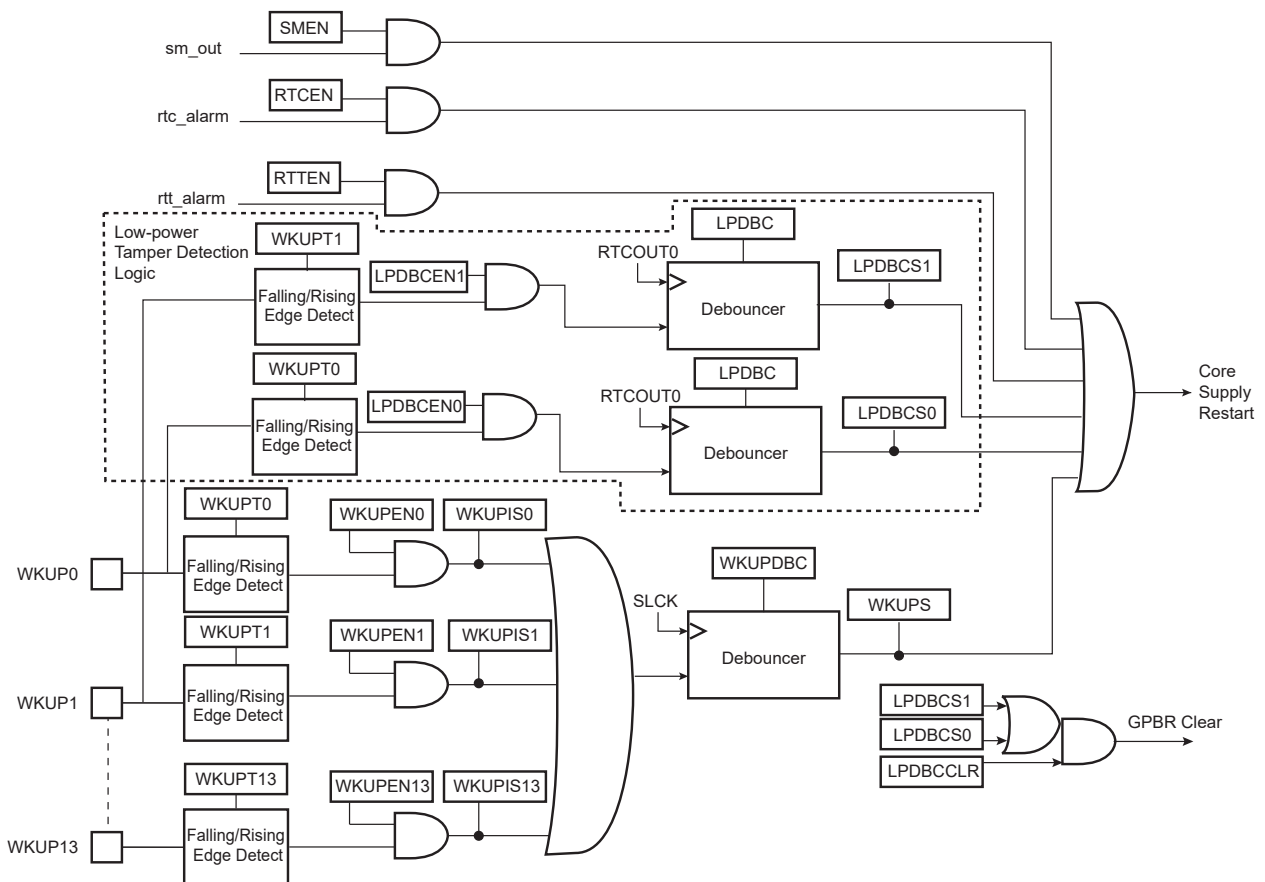 SMEN
sm_out
RTCEN
rtc_alarm
RTTEN
rtt_alarm
Low-power
Tamper Detection
Logic
WKUPT1
Falling/Rising
Edge Detect
LPDBCEN1
RTCOUT0
LPDBC
Debouncer
LPDBCS1
WKUPT0
Falling/Rising
Edge Detect
LPDBCEN0
RTCOUT0
LPDBC
Debouncer
LPDBCS0
Core
Supply
Restart
WKUP0
WKUPT0
Falling/Rising
Edge Detect
WKUPEN0
WKUPIS0
WKUP1
WKUPT1
Falling/Rising
Edge Detect
WKUPEN1
WKUPIS1
SLCK
WKUPDBC
Debouncer
WKUPS
LPDBCS1
LPDBCS0
LPDBCCLR
GPBR Clear
WKUP13
WKUPT13
Falling/Rising
Edge Detect
WKUPEN13
WKUPIS13